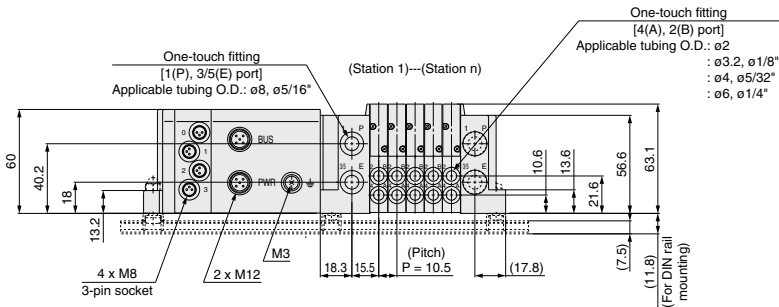 One-touch fitting
[4(A), 2(B) port]
Applicable tubing O.D.: ø2
: ø3.2, ø1/8"
: ø4, ø5/32"
: ø6, ø1/4"
One-touch fitting
[1(P), 3/5(E) port]
Applicable tubing O.D.: ø8, ø5/16"
(Station 1)---(Station n)
60
40.2
18
13.2
0
1
2
3
BUS
PWR
1 P
35 E
1 P
35 E
10.6
13.6
21.6
56.6
63.1
4 x M8
3-pin socket
2 x M12
M3
18.3
15.5
(Pitch)
P = 10.5
(17.8)
(7.5)
(11.8)
(For DIN rail
mounting)